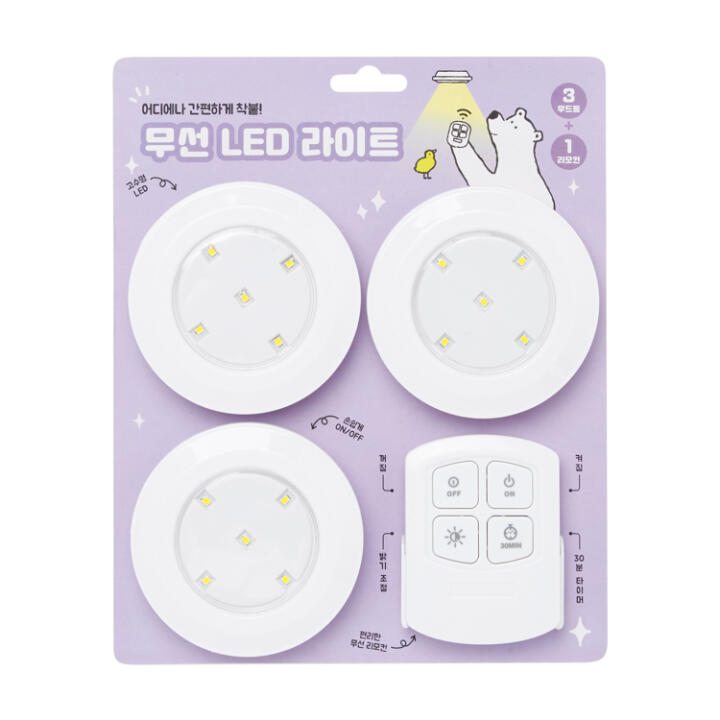 어디에나 간편하게 착붙!
무선 LED 라이트
3
무드등
+
1
리모컨
고수명
LED
손쉽게
ON/OFF
꺼짐
켜짐
OFF
ON
30MIN
밝기 조절
30분 타이머
편리한
무선 리모컨